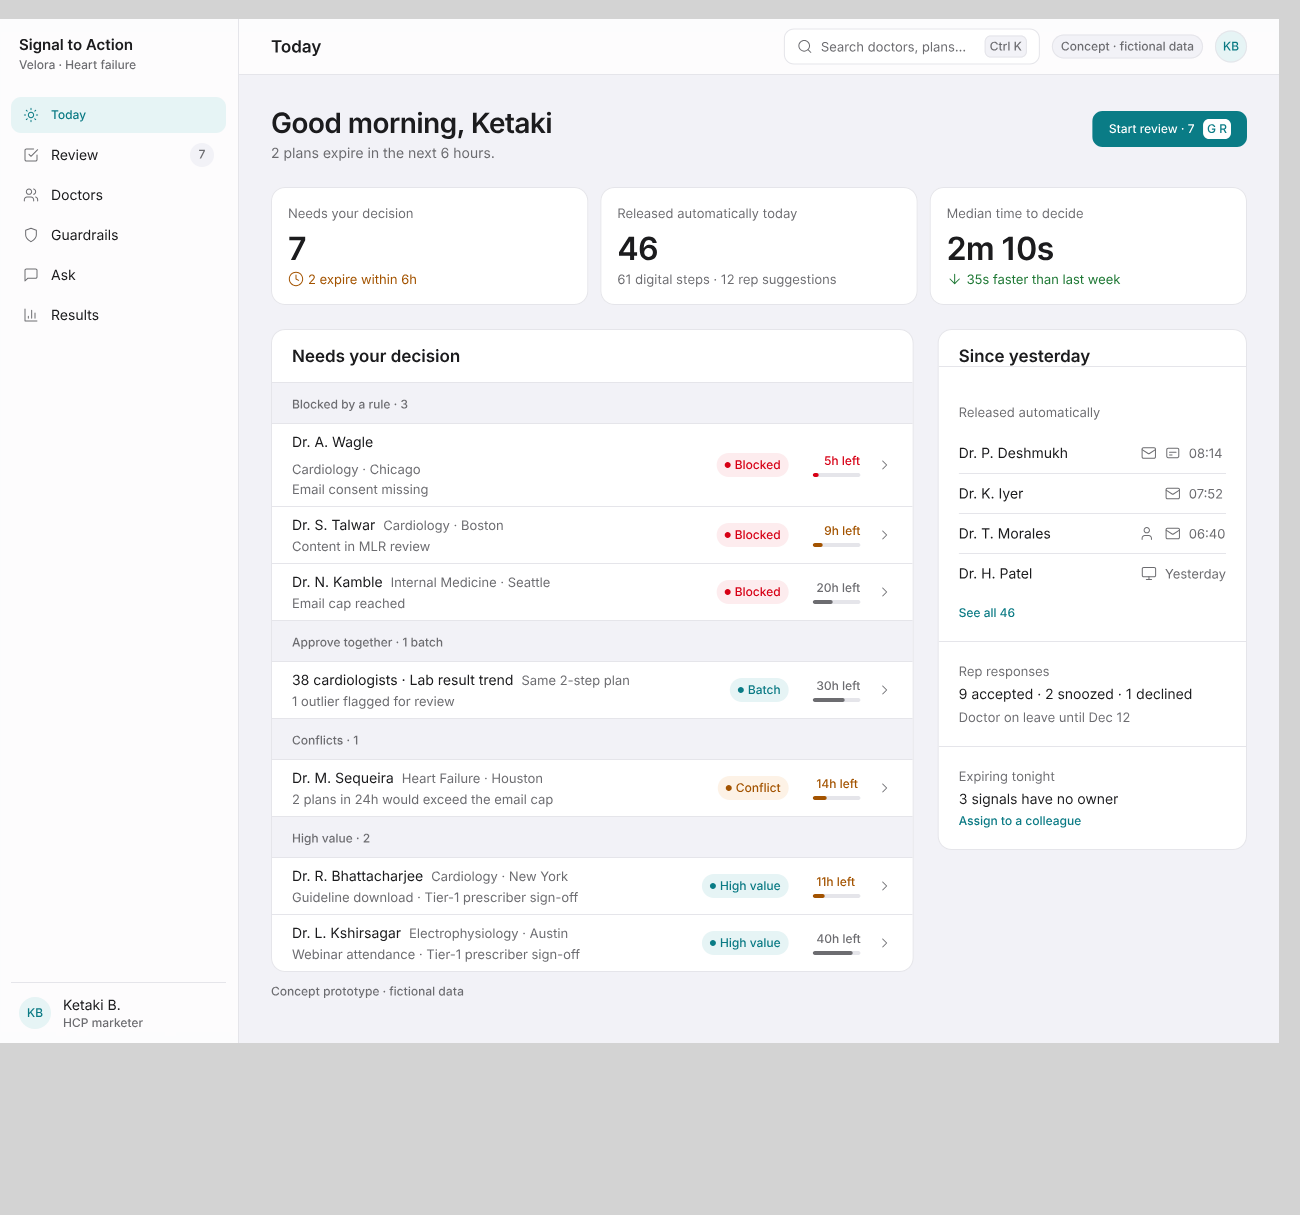 Signal to Action
Velora · Heart failure
Today
Review 7
Doctors
Guardrails
Ask
Results
KB
Ketaki B.
HCP marketer
Today
Search doctors, plans... Ctrl K
Concept · fictional data
KB
Good morning, Ketaki
2 plans expire in the next 6 hours.
Start review · 7 G R
Needs your decision
7
2 expire within 6h
Released automatically today
46
61 digital steps · 12 rep suggestions
Median time to decide
2m 10s
35s faster than last week
Needs your decision
Blocked by a rule · 3
Dr. A. Wagle
Cardiology · Chicago
Email consent missing
Blocked
5h left
Dr. S. Talwar Cardiology · Boston
Content in MLR review
Blocked
9h left
Dr. N. Kamble Internal Medicine · Seattle
Email cap reached
Blocked
20h left
Approve together · 1 batch
38 cardiologists · Lab result trend Same 2-step plan
1 outlier flagged for review
Batch
30h left
Conflicts · 1
Dr. M. Sequeira Heart Failure · Houston
2 plans in 24h would exceed the email cap
Conflict
14h left
High value · 2
Dr. R. Bhattacharjee Cardiology · New York
Guideline download · Tier-1 prescriber sign-off
High value
11h left
Dr. L. Kshirsagar Electrophysiology · Austin
Webinar attendance · Tier-1 prescriber sign-off
High value
40h left
Concept prototype · fictional data
Since yesterday
Released automatically
Dr. P. Deshmukh 08:14
Dr. K. Iyer 07:52
Dr. T. Morales 06:40
Dr. H. Patel Yesterday
See all 46
Rep responses
9 accepted · 2 snoozed · 1 declined
Doctor on leave until Dec 12
Expiring tonight
3 signals have no owner
Assign to a colleague